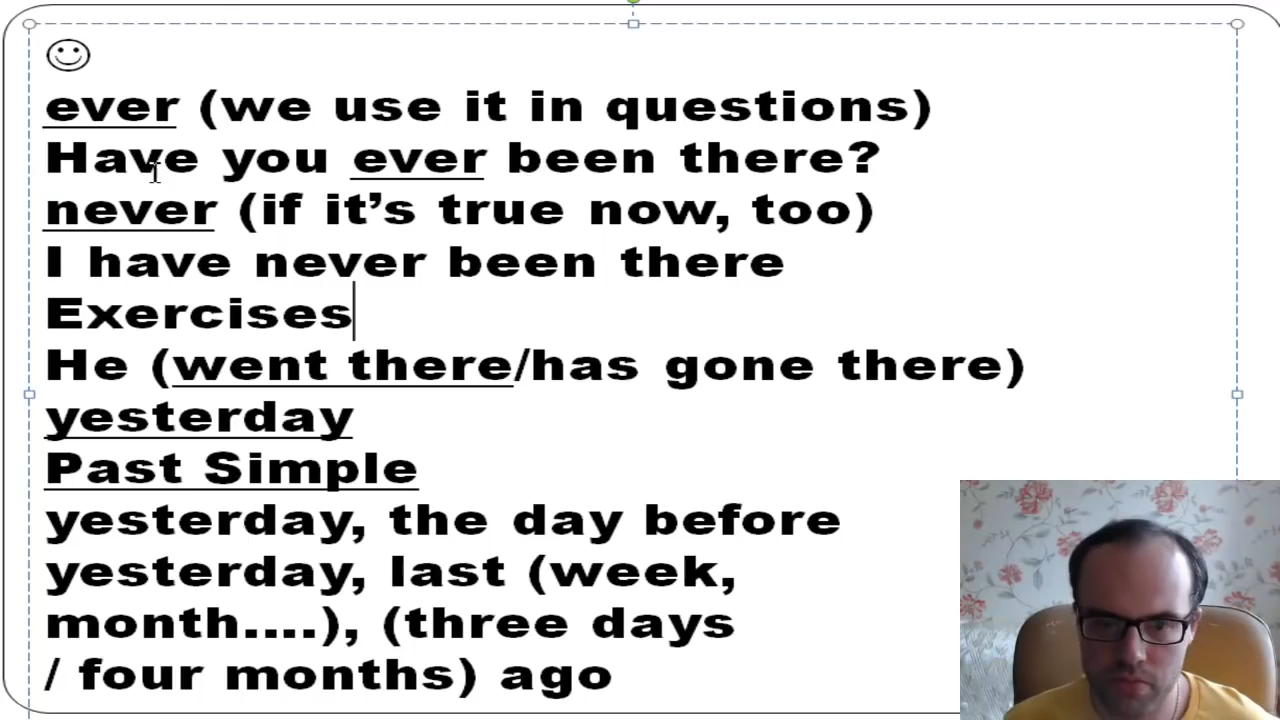 ever (we use it in questions)
Have you ever been there?
never (if it’s true now, too)
I have never been there
Exercises
He (went there/has gone there)
yesterday
Past Simple
yesterday, the day before
yesterday, last (week,
month....), (three days
/ four months) ago